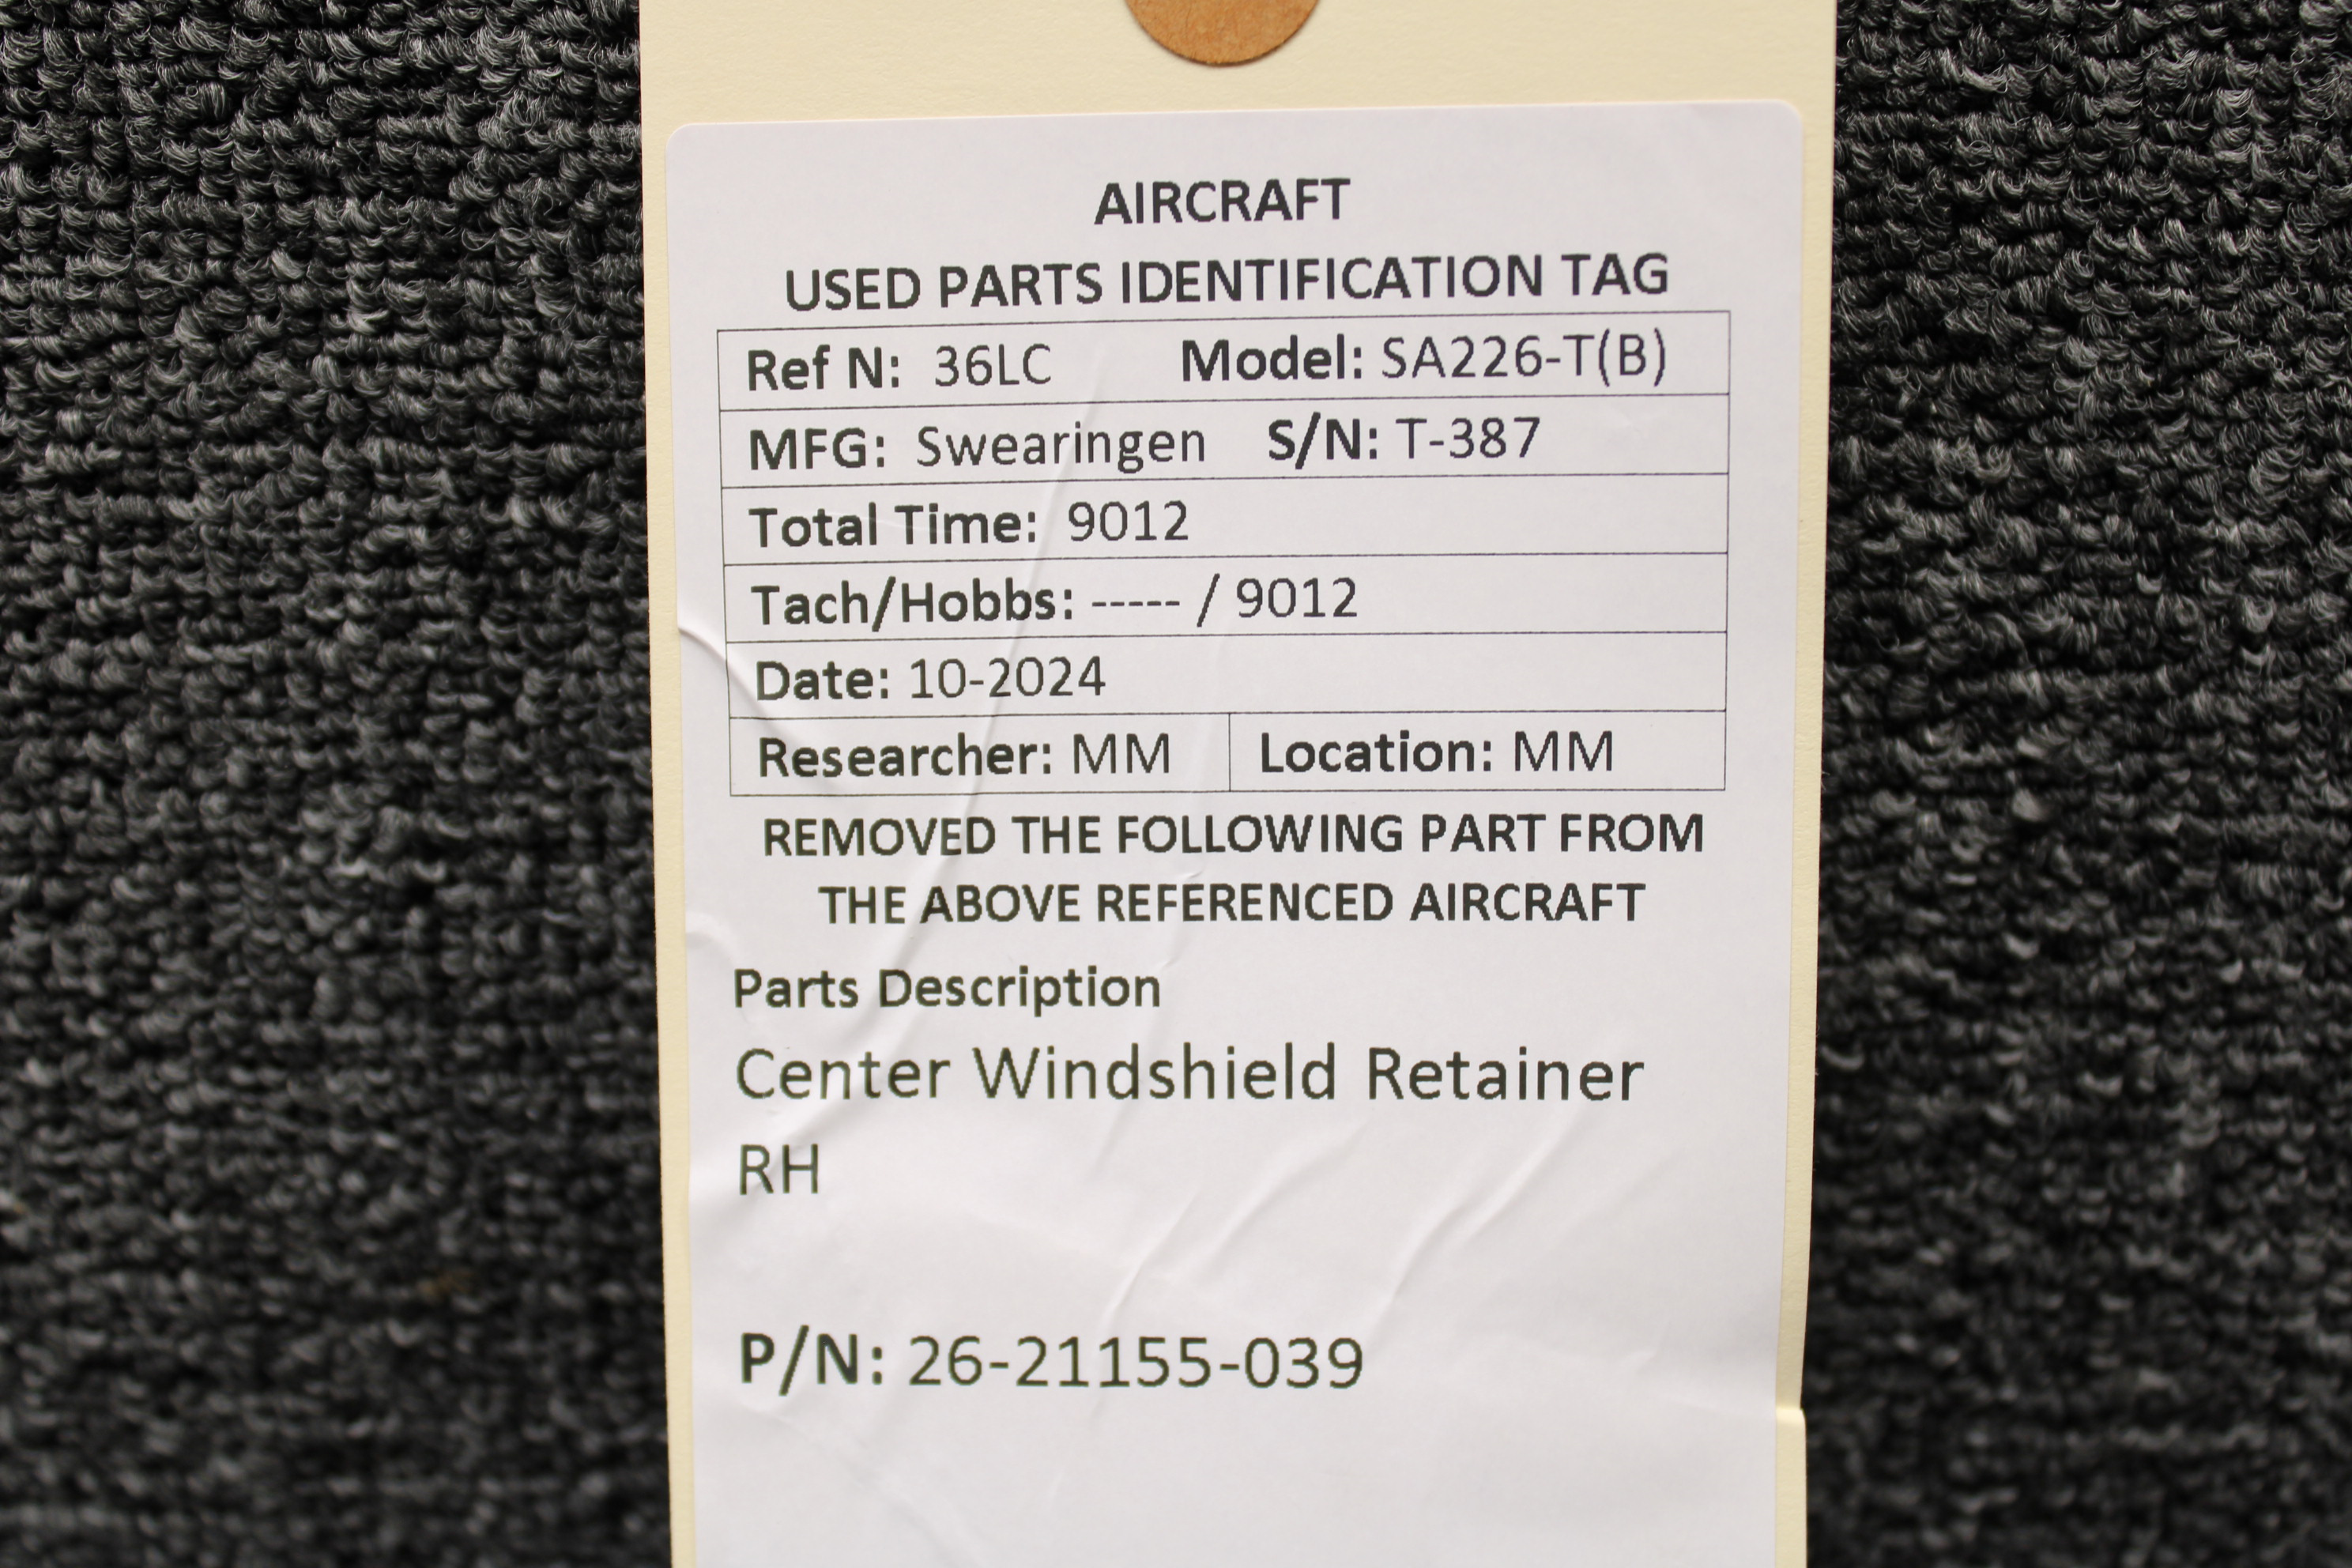 AIRCRAFT
USED PARTS IDENTIFICATION TAG
Ref N: 36LC Model: SA226-T(B)
MFG: Swearingen S/N: T-387
Total Time: 9012
Tach/Hobbs: ----- / 9012
Date: 10-2024
Researcher: MM Location: MM
REMOVED THE FOLLOWING PART FROM
THE ABOVE REFERENCED AIRCRAFT
Parts Description
Center Windshield Retainer
RH
P/N: 26-21155-039